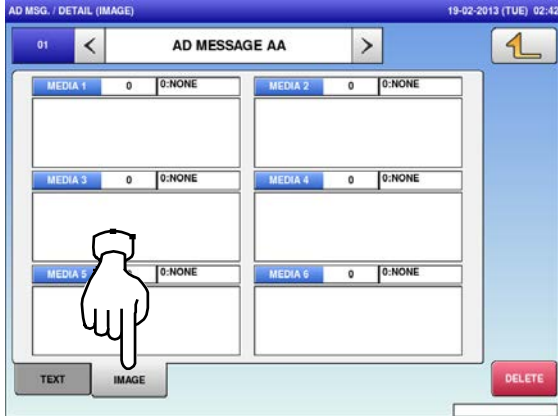 AD MSG. / DETAIL (IMAGE) 19-02-2013 (TUE) 02:42
01 < AD MESSAGE AA >
MEDIA 1 0 0:NONE MEDIA 2 0 0:NONE
MEDIA 3 0 0:NONE MEDIA 4 0 0:NONE
MEDIA 5 0:NONE MEDIA 6 0 0:NONE
TEXT IMAGE DELETE